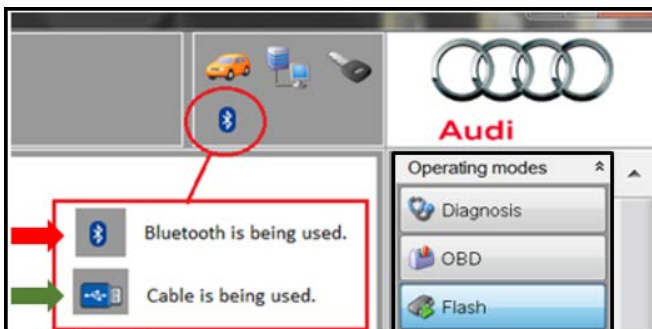 Audi
Operating modes
Diagnosis
OBD
Flash
Bluetooth is being used.
Cable is being used.